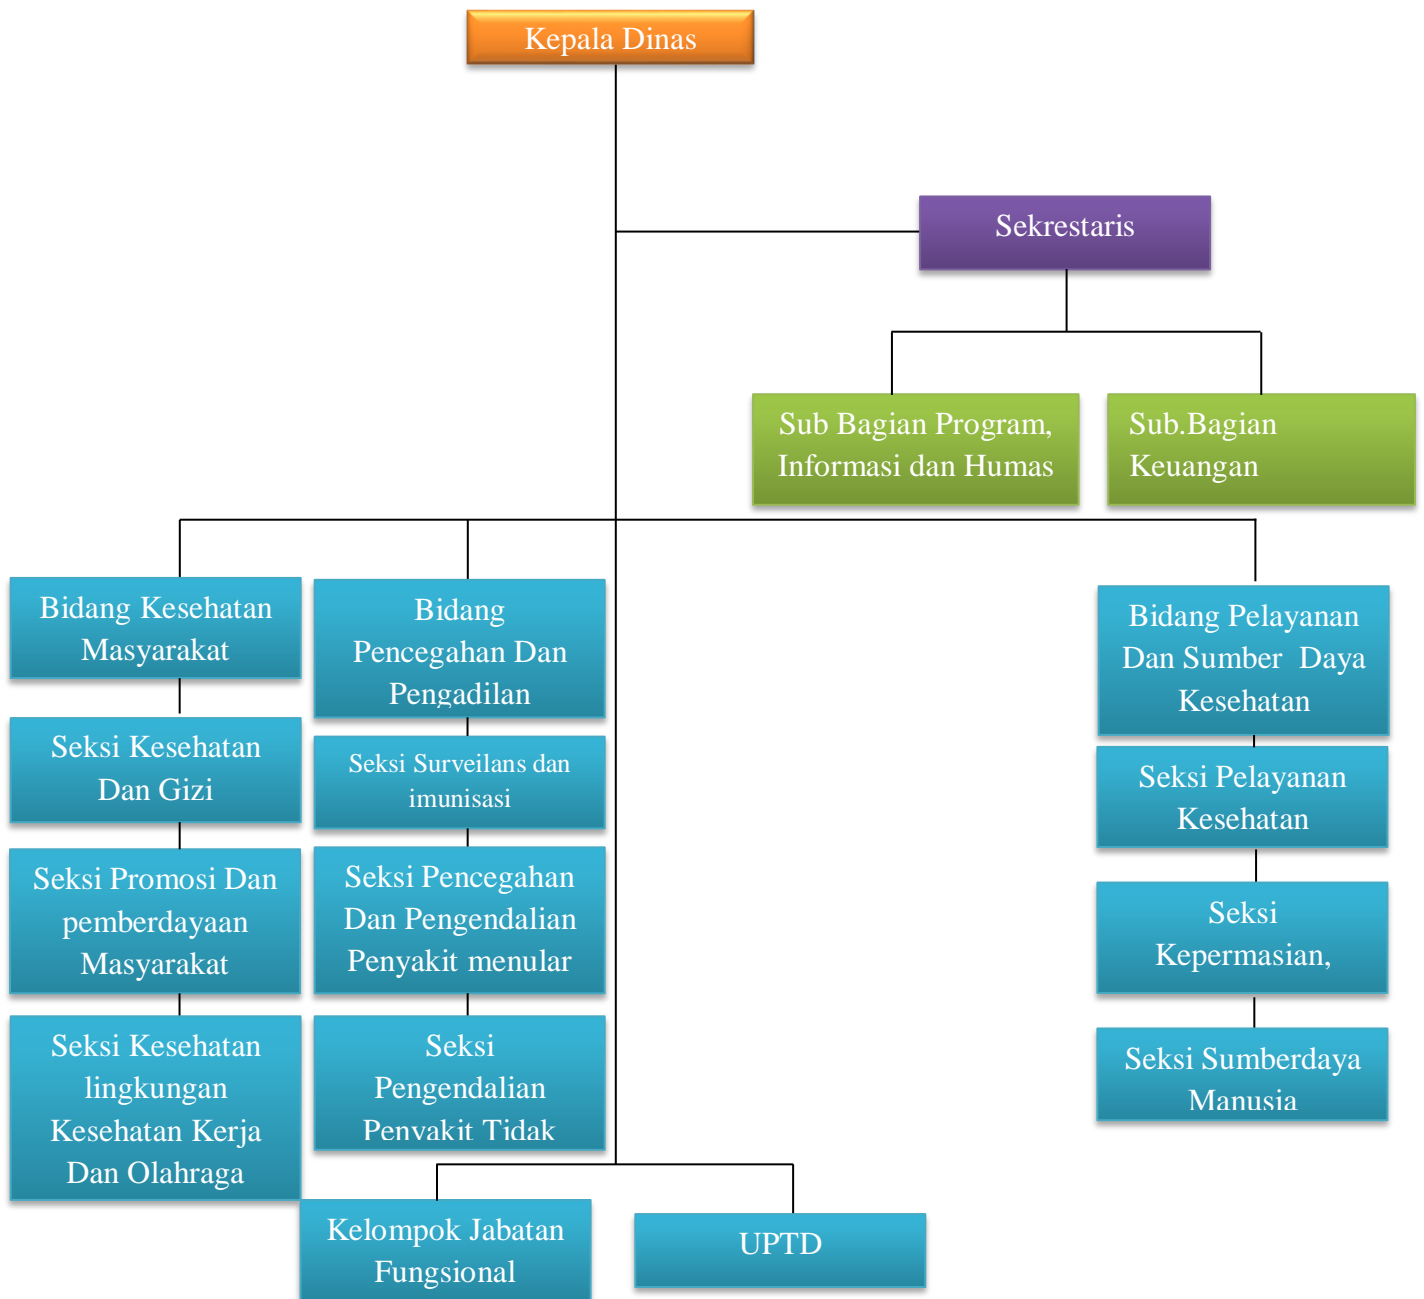 Kepala Dinas
Sekrestaris
Sub Bagian Program,
Informasi dan Humas
Sub.Bagian
Keuangan
Bidang Kesehatan
Masyarakat
Seksi Kesehatan
Dan Gizi
Seksi Promosi Dan
pemberdayaan
Masyarakat
Seksi Kesehatan
lingkungan
Kesehatan Kerja
Dan Olahraga
Bidang
Pencegahan Dan
Pengadilan
Seksi Surveilans dan
imunisasi
Seksi Pencegahan
Dan Pengendalian
Penyakit menular
Seksi
Pengendalian
Penyakit Tidak
Bidang Pelayanan
Dan Sumber Daya
Kesehatan
Seksi Pelayanan
Kesehatan
Seksi
Kepermasian,
Seksi Sumberdaya
Manusia
Kelompok Jabatan
Fungsional
UPTD